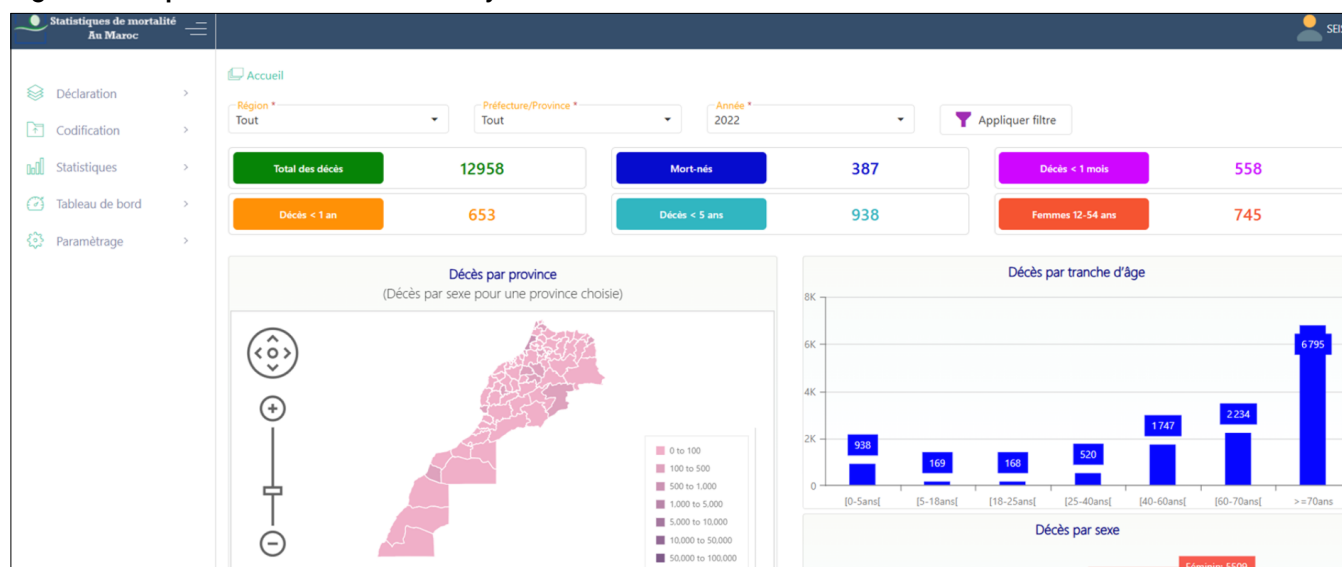 Statistiques de mortalité
Au Maroc
Déclaration
Codification
Statistiques
Tableau de bord
Paramètrage
Accueil
Région *
Tout
Préfecture/Province *
Tout
Année *
2022
Appliquer filtre
Total des décès
12958
Mort-nés
387
Décès < 1 mois
558
Décès < 1 an
653
Décès < 5 ans
938
Femmes 12-54 ans
745
Décès par province
(Décès par sexe pour une province choisie)
0 to 100
100 to 500
500 to 1,000
1,000 to 5,000
5,000 to 10,000
10,000 to 50,000
50,000 to 100,000
Décès par tranche d'âge
8K
6K
4K
2K
0
938
169
168
520
1 747
2 234
6 795
[0-5ans[
[5-18ans[
[18-25ans[
[25-40ans[
[40-60ans[
[60-70ans[
>=70ans
Décès par sexe